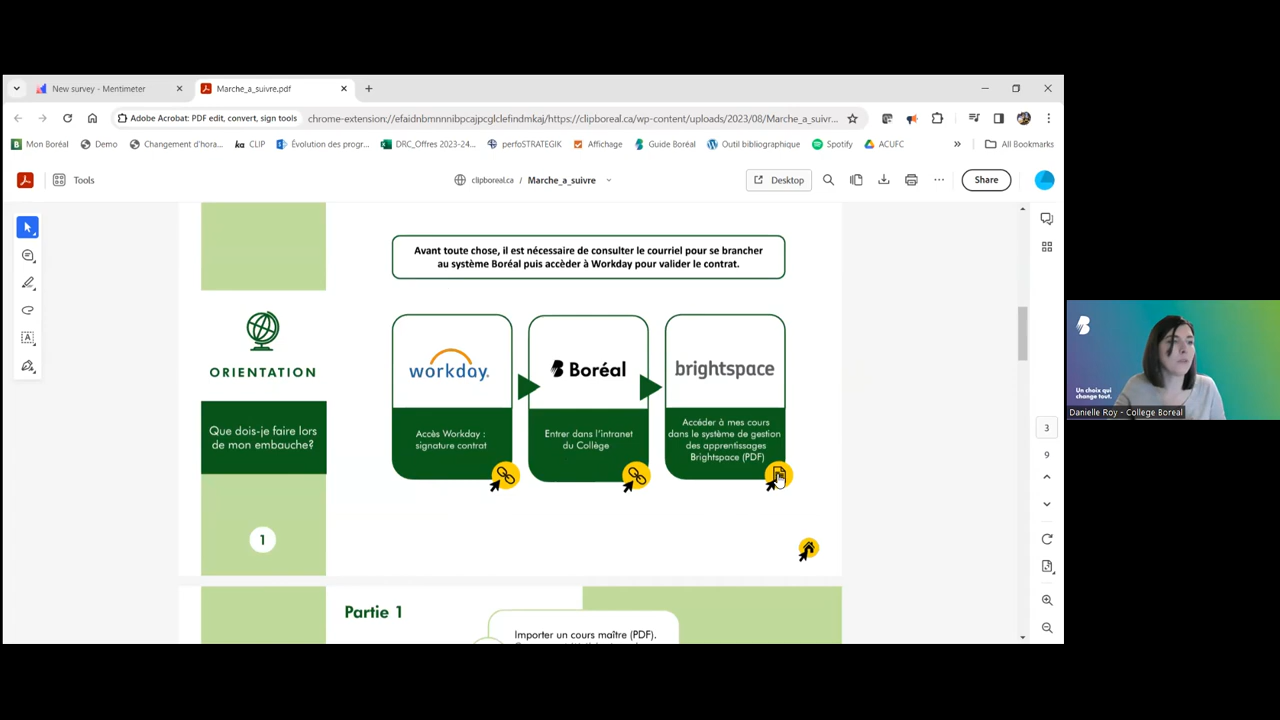 New survey - Mentimeter
Marche_a_suivre.pdf
Adobe Acrobat: PDF edit, convert, sign tools
chrome-extension://efaidnbmnnnibpcajpcglclefindmkaj/https://clipboreal.ca/wp-content/uploads/2023/08/Marche_a_suivr...
Mon Boréal
Demo
Changement d'hora...
ka CLIP
Évolution des prog...
DRC_Offres 2023-24...
perfoSTRATEGIK
Affichage
Guide Boréal
Outil bibliographique
Spotify
ACUFC
»
All Bookmarks
Tools
clipboreal.ca / Marche_a_suivre
Desktop
Share
Avant toute chose, il est nécessaire de consulter le courriel pour se brancher
au système Boréal puis accèder à Workday pour valider le contrat.
ORIENTATION
Que dois-je faire lors
de mon embauche?
1
workday.
Accès Workday :
signature contrat
Boréal
Entrer dans l'intranet
du Collège
brightspace
Accéder à mes cours
dans le système de gestion
des apprentissages
Brightspace (PDF)
3
9
Partie 1
Importer un cours maître (PDF).
Un choix qui
change tout.
Danielle Roy - College Boreal